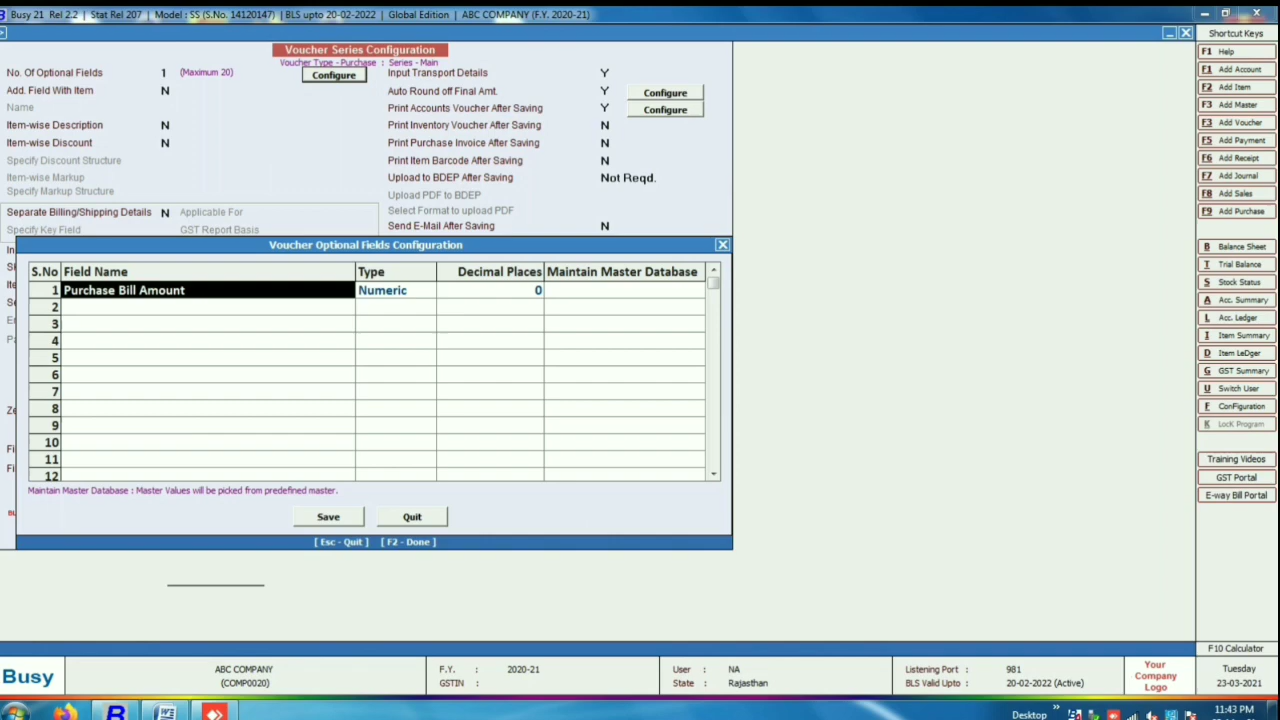 Busy 21 Rel 2.2 | Stat Rel 207 | Model : SS (S.No. 14120147) | BLS upto 20-02-2022 | Global Edition | ABC COMPANY (F.Y. 2020-21)
Voucher Series Configuration
Voucher Type - Purchase : Series - Main
No. Of Optional Fields 1 (Maximum 20) Configure
Add. Field With Item N
Name
Item-wise Description N
Item-wise Discount N
Specify Discount Structure
Item-wise Markup
Specify Markup Structure
Separate Billing/Shipping Details N Applicable For
Specify Key Field GST Report Basis
Input Transport Details Y
Auto Round off Final Amt. Y Configure
Print Accounts Voucher After Saving Y Configure
Print Inventory Voucher After Saving N
Print Purchase Invoice After Saving N
Print Item Barcode After Saving N
Upload to BDEP After Saving Not Reqd.
Upload PDF to BDEP
Select Format to upload PDF
Send E-Mail After Saving N
Voucher Optional Fields Configuration
S.No Field Name Type Decimal Places Maintain Master Database
1 Purchase Bill Amount Numeric 0
2
3
4
5
6
7
8
9
10
11
12
Maintain Master Database : Master Values will be picked from predefined master.
Save Quit
[ Esc - Quit ] [ F2 - Done ]
Shortcut Keys
F1 Help
F1 Add Account
F2 Add Item
F3 Add Master
F3 Add Voucher
F5 Add Payment
F6 Add Receipt
F7 Add Journal
F8 Add Sales
F9 Add Purchase
B Balance Sheet
T Trial Balance
S Stock Status
A Acc. Summary
L Acc. Ledger
I Item Summary
D Item LeDger
G GST Summary
U Switch User
F ConFiguration
K LocK Program
Training Videos
GST Portal
E-way Bill Portal
F10 Calculator
Busy
ABC COMPANY
(COMP0020)
F.Y. : 2020-21
GSTIN :
User : NA
State : Rajasthan
Listening Port : 981
BLS Valid Upto : 20-02-2022 (Active)
Your
Company
Logo
Tuesday
23-03-2021
Desktop
11:43 PM